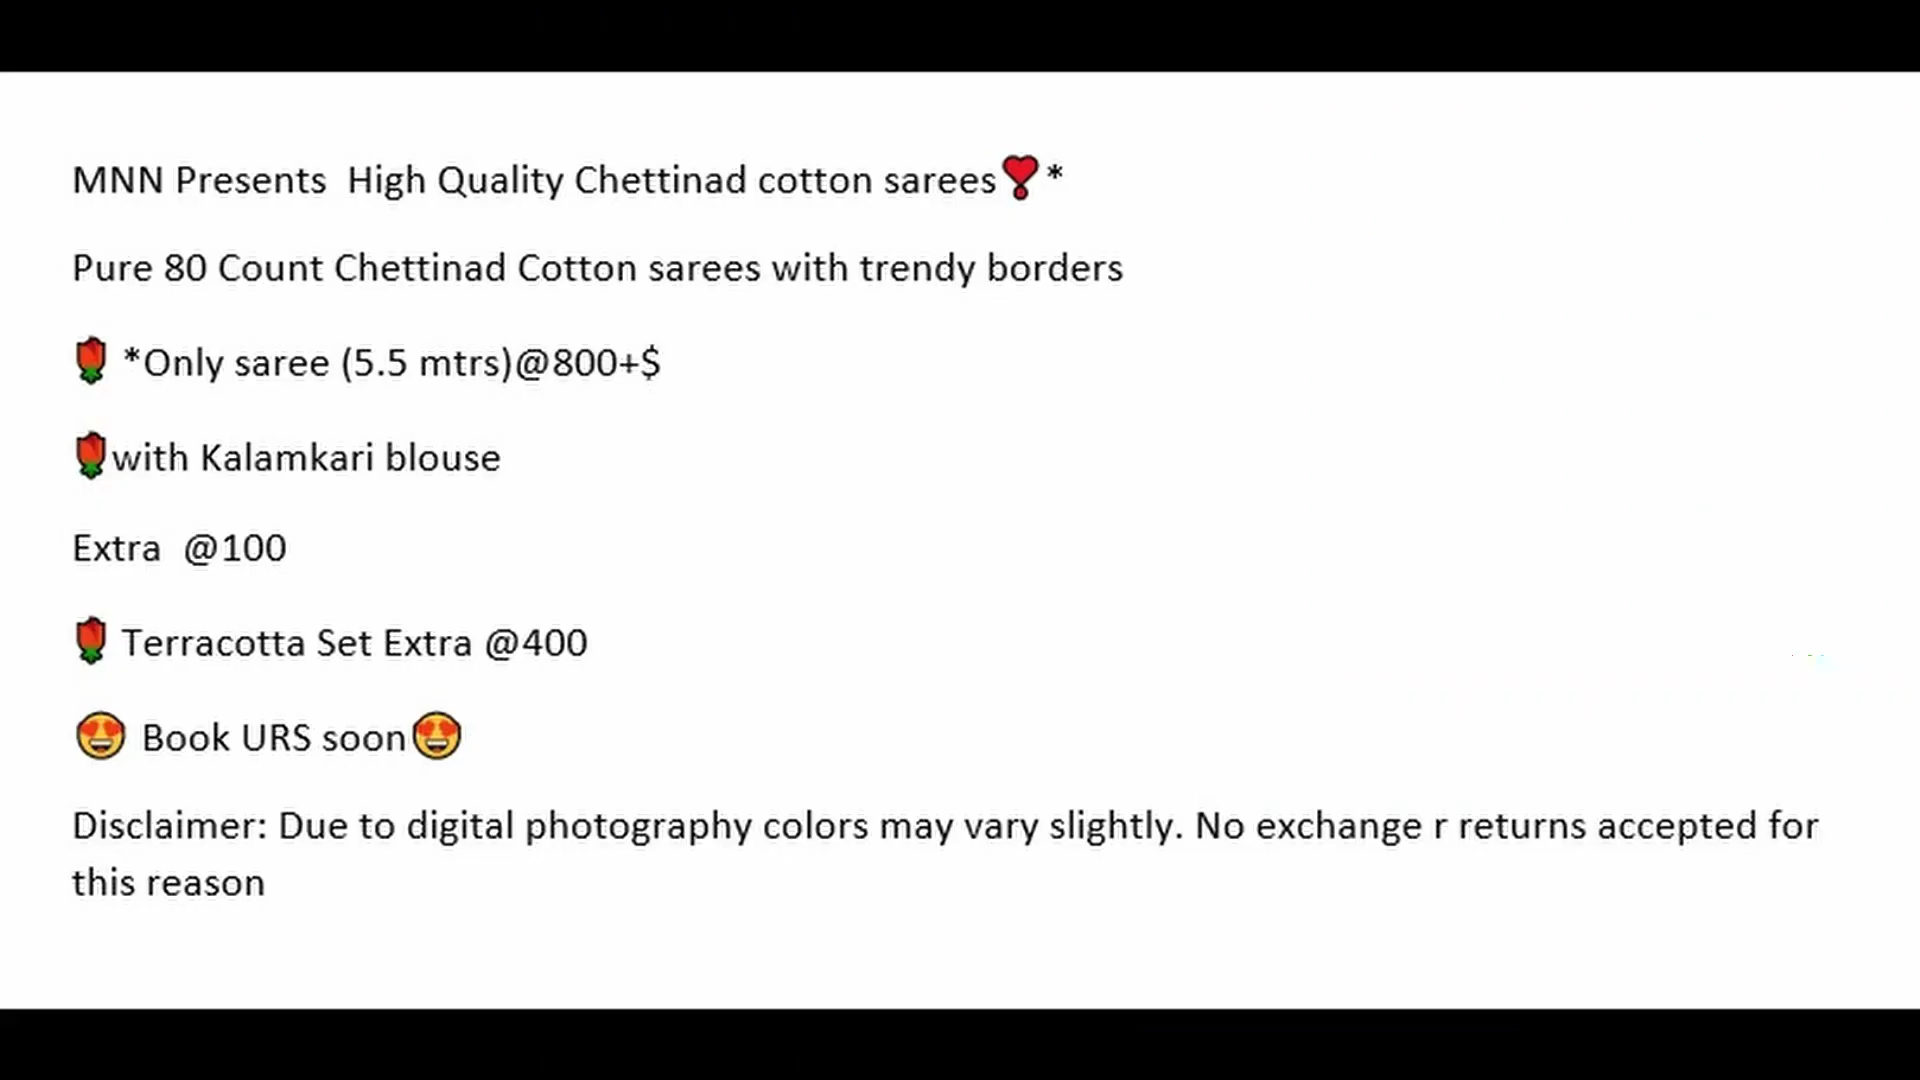 MNN Presents  High Quality Chettinad cotton sarees❣*
Pure 80 Count Chettinad Cotton sarees with trendy borders
🌹 *Only saree (5.5 mtrs)@800+$
🌹with Kalamkari blouse
Extra  @100
🌹 Terracotta Set Extra @400
😍 Book URS soon😍
Disclaimer: Due to digital photography colors may vary slightly. No exchange r returns accepted for
this reason